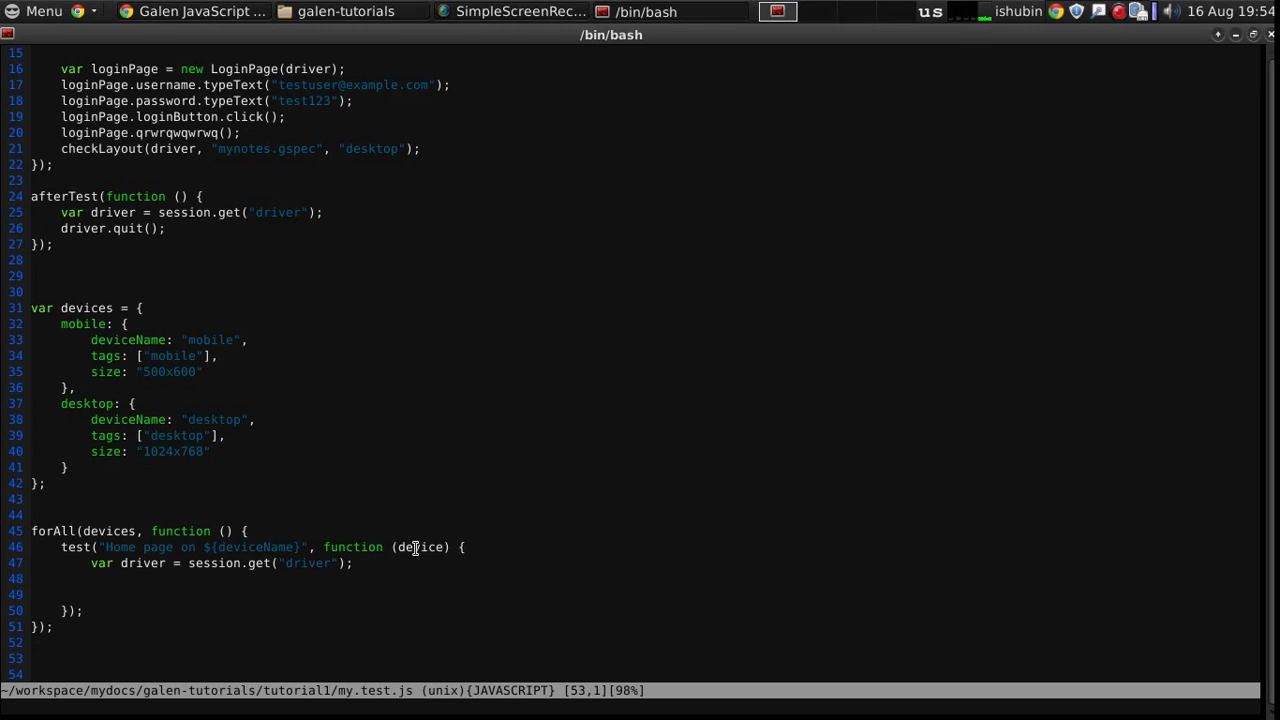 Menu Galen JavaScript ... galen-tutorials SimpleScreenRec... /bin/bash us ishubin 16 Aug 19:54
/bin/bash
15
16 var loginPage = new LoginPage(driver);
17 loginPage.username.typeText("testuser@example.com");
18 loginPage.password.typeText("test123");
19 loginPage.loginButton.click();
20 loginPage.qrwrqwqwrwq();
21 checkLayout(driver, "mynotes.gspec", "desktop");
22 });
23
24 afterTest(function () {
25 var driver = session.get("driver");
26 driver.quit();
27 });
28
29
30
31 var devices = {
32 mobile: {
33 deviceName: "mobile",
34 tags: ["mobile"],
35 size: "500x600"
36 },
37 desktop: {
38 deviceName: "desktop",
39 tags: ["desktop"],
40 size: "1024x768"
41 }
42 };
43
44
45 forAll(devices, function () {
46 test("Home page on ${deviceName}", function (device) {
47 var driver = session.get("driver");
48
49
50 });
51 });
52
53
54
~/workspace/mydocs/galen-tutorials/tutorial1/my.test.js (unix){JAVASCRIPT} [53,1][98%]